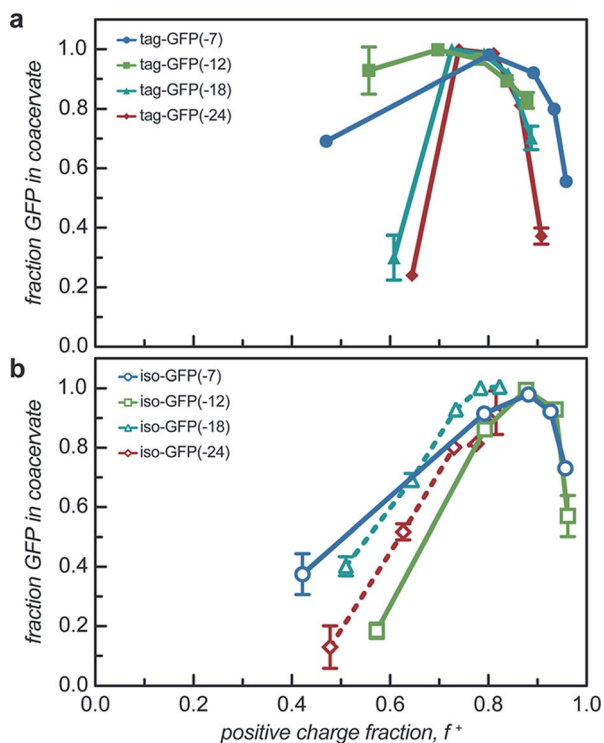 a
fraction GFP in coacervate
1.0
0.8
0.6
0.4
0.2
0.0
tag-GFP(-7)
tag-GFP(-12)
tag-GFP(-18)
tag-GFP(-24)
b
fraction GFP in coacervate
1.0
0.8
0.6
0.4
0.2
0.0
iso-GFP(-7)
iso-GFP(-12)
iso-GFP(-18)
iso-GFP(-24)
0.0 0.2 0.4 0.6 0.8 1.0
positive charge fraction, f +